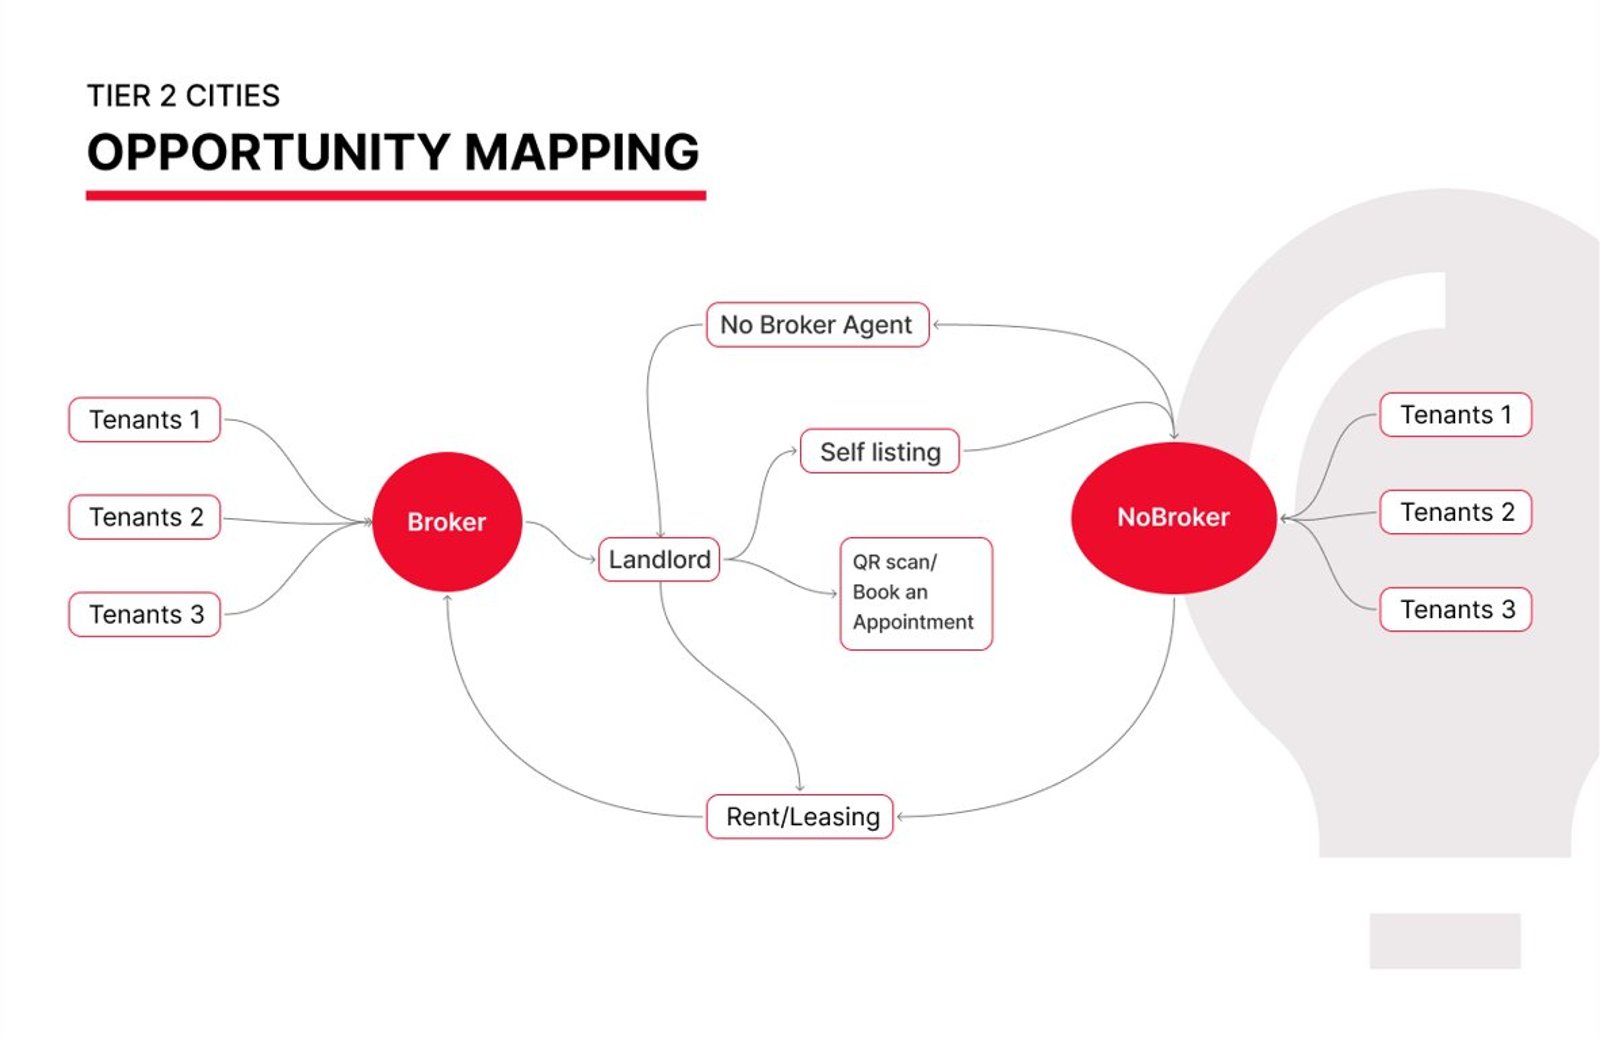 TIER 2 CITIES
OPPORTUNITY MAPPING
No Broker Agent
Tenants 1
Tenants 2
Tenants 3
Broker
Landlord
Self listing
QR scan/
Book an
Appointment
NoBroker
Tenants 1
Tenants 2
Tenants 3
Rent/Leasing